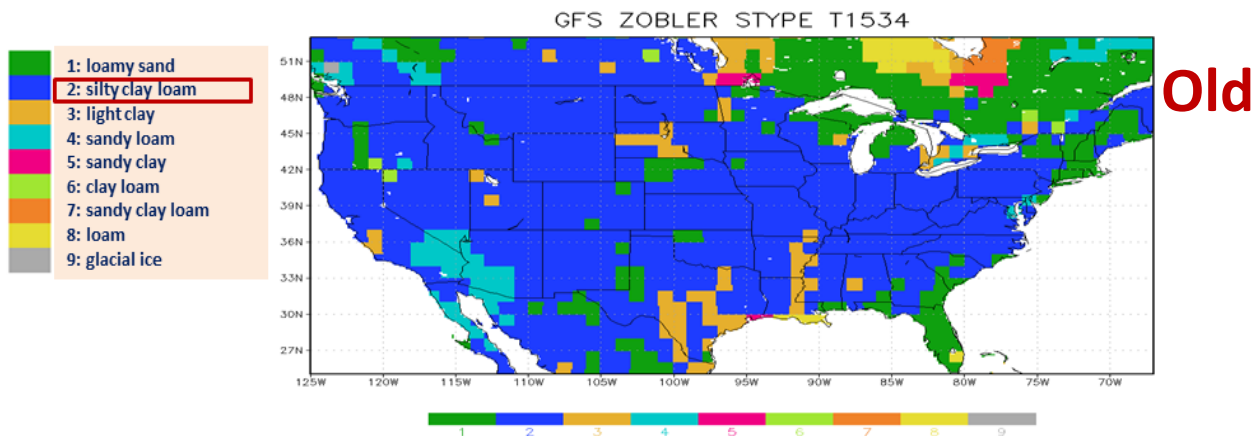 GFS ZOBLER STYPE T1534
1: loamy sand
2: silty clay loam
3: light clay
4: sandy loam
5: sandy clay
6: clay loam
7: sandy clay loam
8: loam
9: glacial ice
Old
51N
48N
45N
42N
39N
36N
33N
30N
27N
125W 120W 115W 110W 105W 100W 95W 90W 85W 80W 75W 70W
1 2 3 4 5 6 7 8 9